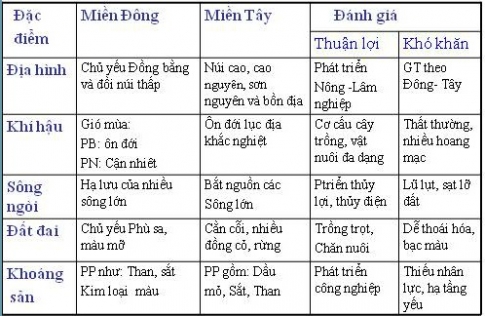 Đặc điểm
Miền Đông
Miền Tây
Đánh giá
Thuận lợi
Khó khăn
Địa hình
Chủ yếu Đồng bằng
và đồi núi thấp
Núi cao, cao
nguyên, sơn
nguyên và bồn địa
Phát triển
Nông -Lâm
nghiệp
GT theo
Đông- Tây
Khí hậu
Gió mùa:
PB: ôn đới
PN: Cận nhiêt
Ôn đới lục địa
khắc nghiệt
Cơ cấu cây
trồng, vật
nuôi đa dạng
Thất thường,
nhiều hoang
mạc
Sông
ngòi
Hạ lưu của nhiều
sông lớn
Bắt nguồn các
Sông lớn
Ptriển thủy
lợi, thủy điện
Lũ lụt, sạt lỡ
đất
Đất đai
Chủ yếu Phù sa,
màu mỡ
Cằn cỗi, nhiều
đồng cỏ, rừng
Trồng trọt,
Chăn nuôi
Dễ thoái hóa,
bạc màu
Khoáng
sản
PP như: Than, sắt
Kim loại màu
PP gồm: Dầu
mỏ, Sắt, Than
Phát triển
công nghiệp
Thiếu nhân
lực, hạ tầng
yếu